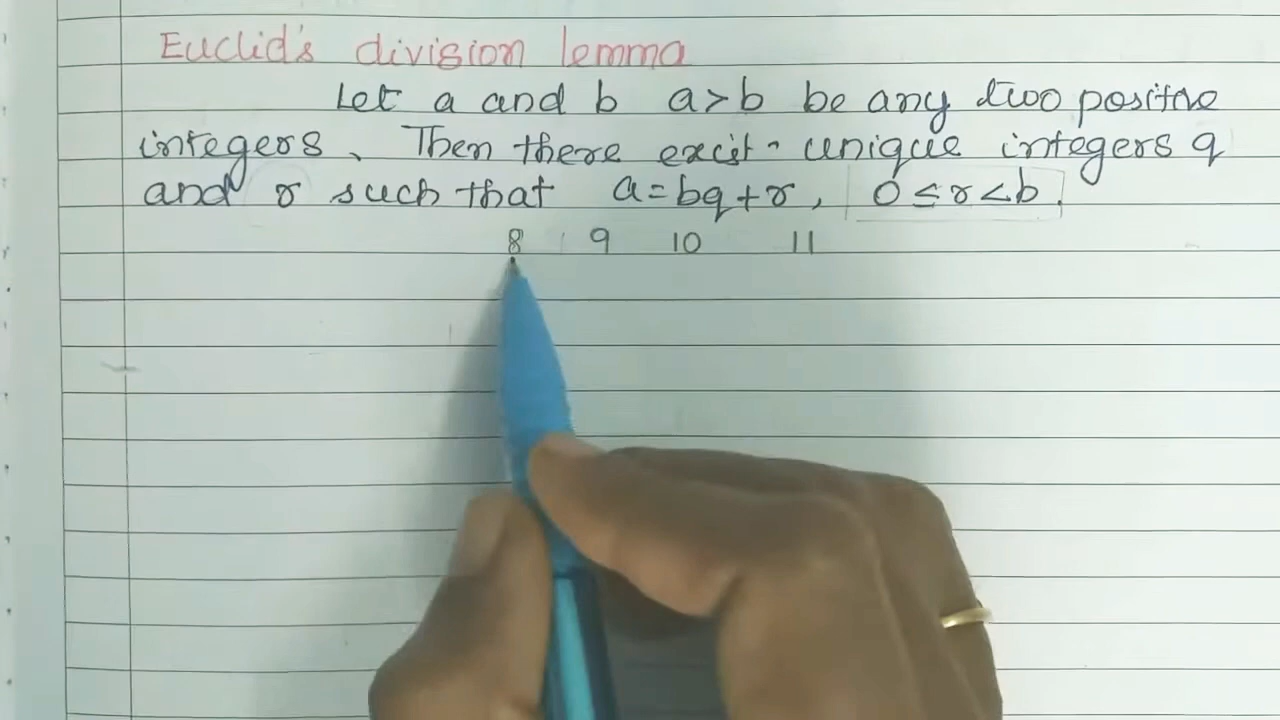 Euclid's division lemma
Let a and b a>b be any two positive
integers. Then there excist unique integers q
and r such that a=bq+r, 0≤r<b.
8 9 10 11